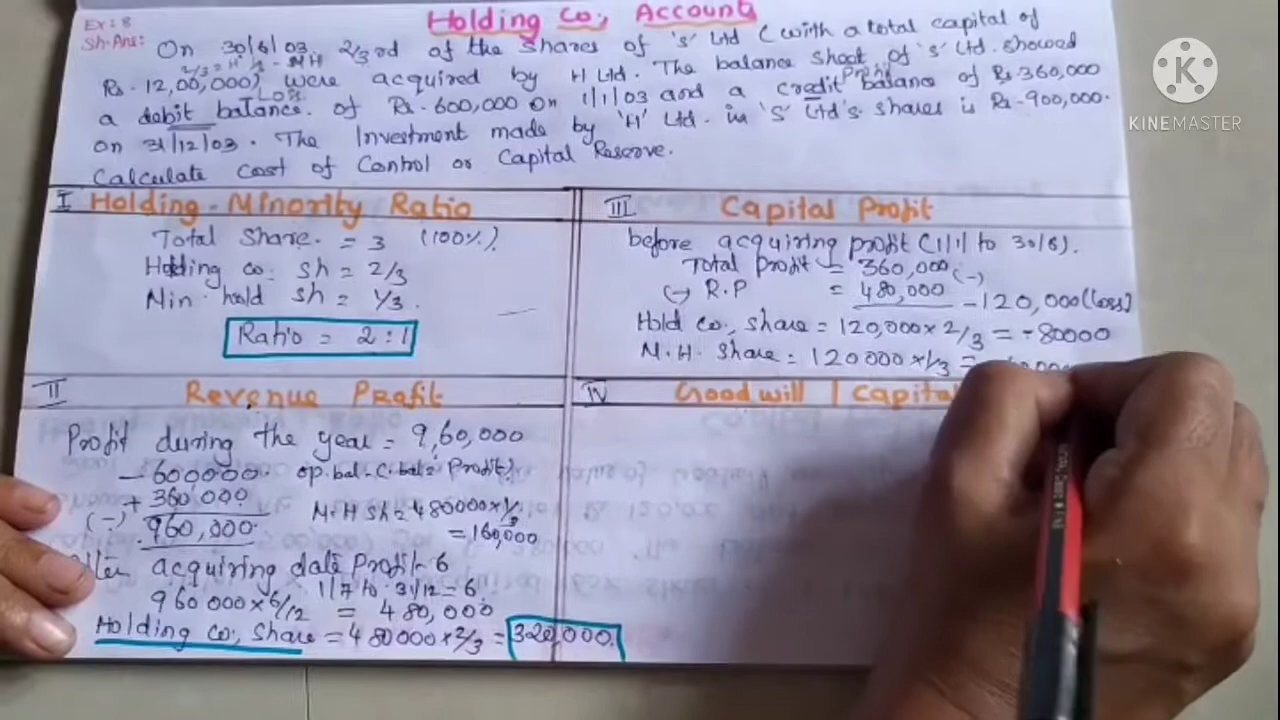 Holding Co., Account
Ex: 8
Sh. Ans:
On 30/6/03 2/3rd of the shares of 'S' Ltd (with a total capital of
2/3 = H
MH
Rs. 12,00,000) were acquired by H Ltd. The balance sheet of 'S' Ltd. showed
Loss
Profit
a debit balance of Rs. 600,000 on 1/1/03 and a credit balance of Rs. 360,000
on 31/12/03. The Investment made by 'H' Ltd. in 'S' Ltd's shares is Rs. 900,000.
Calculate cost of Control or Capital Reserve.
I Holding - Minority Ratio
Total Share = 3 (100%)
Holding co. sh = 2/3
Min. hold sh = 1/3.
Ratio = 2:1
II Revenue Profit
Profit during the year = 9,60,000
- 600000 op. bal - C. bal = Profit
+ 360,000
(-) 960,000
M.H Sh = 480000 x 1/3
= 160,000
acquiring date Profit - 6
1/7 to 31/12 = 6
960000 x 6/12 = 480,000
Holding co., Share = 480000 x 2/3 = 320,000.
III Capital Profit
before acquiring profit (1/1 to 30/6).
Total Profit = 360,000 (-)
(-) R.P = 480,000 - 120,000 (Loss)
Hold Co., Share = 120,000 x 2/3 = -80000
M.H. Share = 120000 x 1/3 =
IV Goodwill / Capital
KINEMASTER